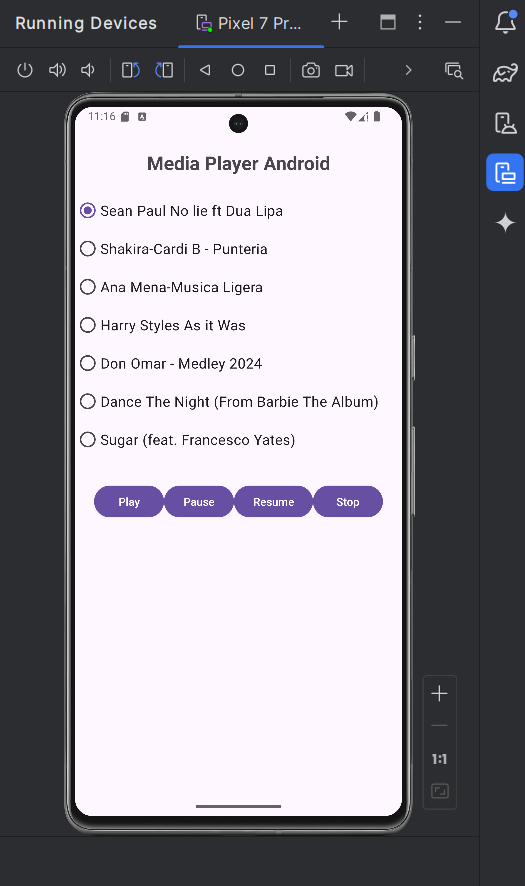 Running Devices
Pixel 7 Pr...
11:16
A
Media Player Android
Sean Paul No lie ft Dua Lipa
Shakira-Cardi B - Punteria
Ana Mena-Musica Ligera
Harry Styles As it Was
Don Omar - Medley 2024
Dance The Night (From Barbie The Album)
Sugar (feat. Francesco Yates)
Play Pause Resume Stop
1:1